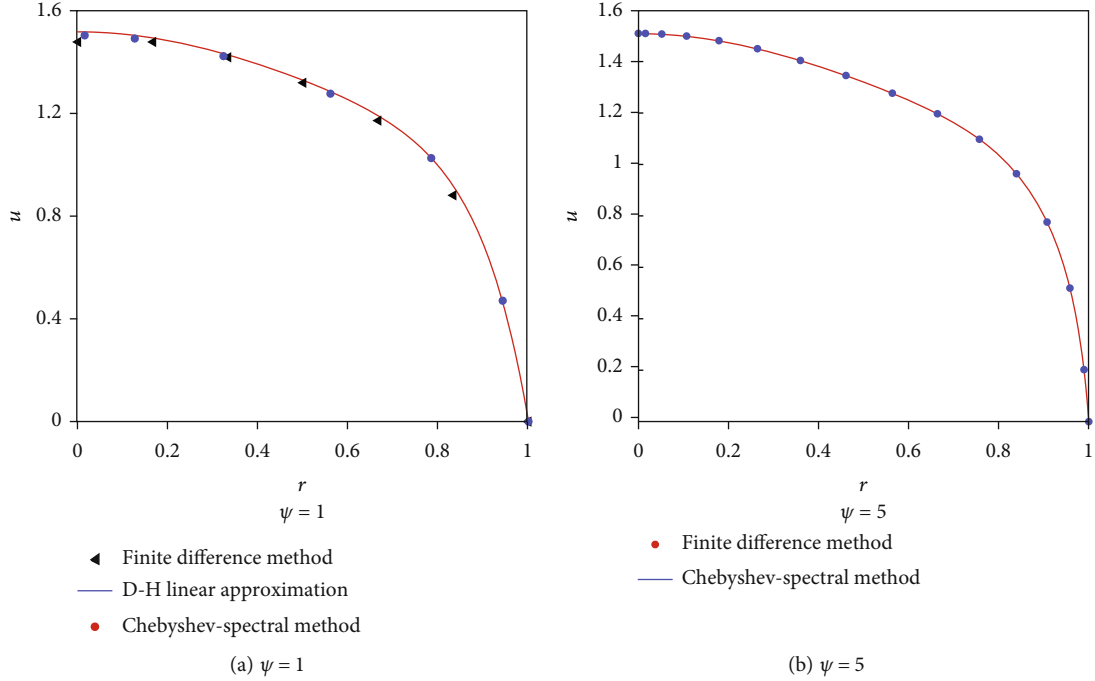 1.6
1.2
0.8
0.4
0
u
0
0.2
0.4
0.6
0.8
1
r
ψ = 1
Finite difference method
D-H linear approximation
Chebyshev-spectral method
(a) ψ = 1
1.6
1.4
1.2
1
0.8
0.6
0.4
0.2
0
u
0
0.2
0.4
0.6
0.8
1
r
ψ = 5
Finite difference method
Chebyshev-spectral method
(b) ψ = 5